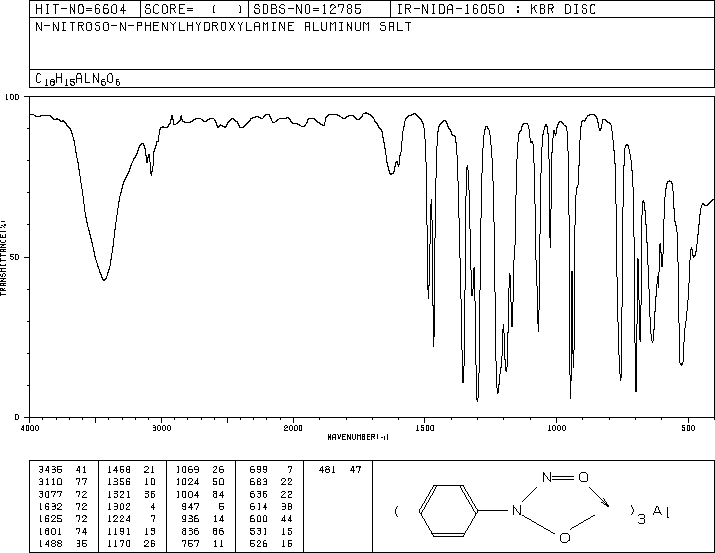 HIT-NO=6604 SCORE= ( ) SDBS-NO=12785 IR-NIDA-16050 : KBR DISC
N-NITROSO-N-PHENYLHYDROXYLAMINE ALUMINUM SALT
C18H15ALN6O6
100
50
0
TRANSMITTANCE(%)
4000 3000 2000 1500 1000 500
WAVENUMBER(-1)
3436 41 1468 21 1069 26 699 7 481 47
3110 77 1356 10 1024 50 683 22
3077 72 1321 36 1004 84 636 22
1632 72 1302 4 947 5 614 38
1625 72 1224 7 936 14 600 44
1601 74 1191 13 836 86 531 15
1488 35 1170 26 757 11 526 15
N O
( N )3 Al
O